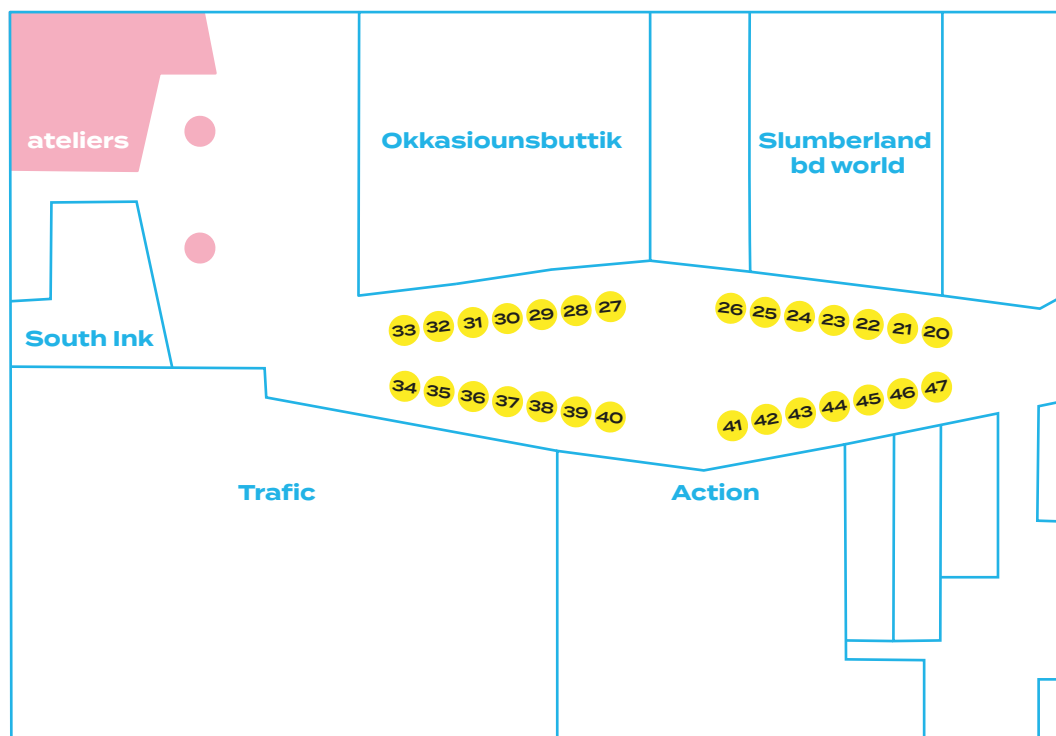 ateliers
Okkasiounsbuttik
Slumberland
bd world
South Ink
33 32 31 30 29 28 27
26 25 24 23 22 21 20
34 35 36 37 38 39 40
41 42 43 44 45 46 47
Trafic
Action